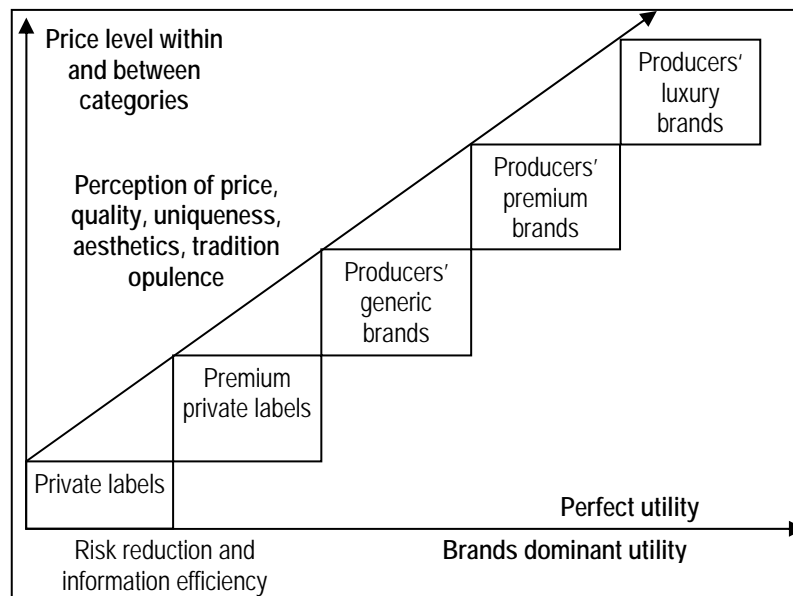 Price level within
and between
categories
Producers’
luxury
brands
Perception of price,
quality, uniqueness,
aesthetics, tradition
opulence
Producers’
premium
brands
Producers’
generic
brands
Premium
private labels
Private labels
Perfect utility
Risk reduction and
information efficiency
Brands dominant utility